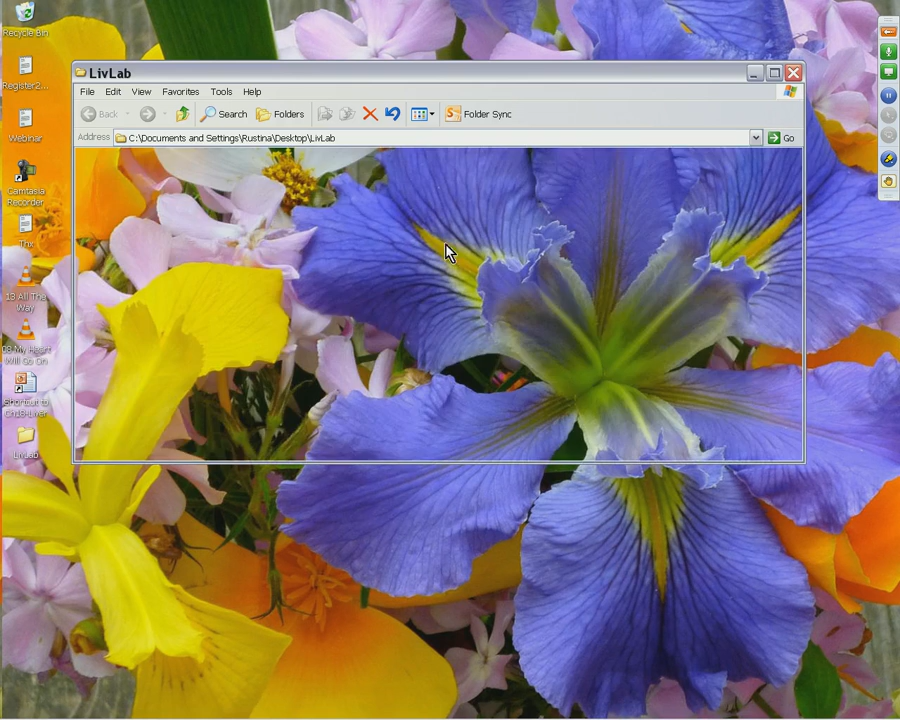 Recycle Bin
Register2...
Webinar
Camtasia
Recorder
Thx
13 All The
Way
08 My Heart
Will Go On
Shortcut to
Ch18-Liver
LivLab
LivLab
File Edit View Favorites Tools Help
Back Search Folders Folder Sync
Address C:\Documents and Settings\Rustina\Desktop\LivLab Go